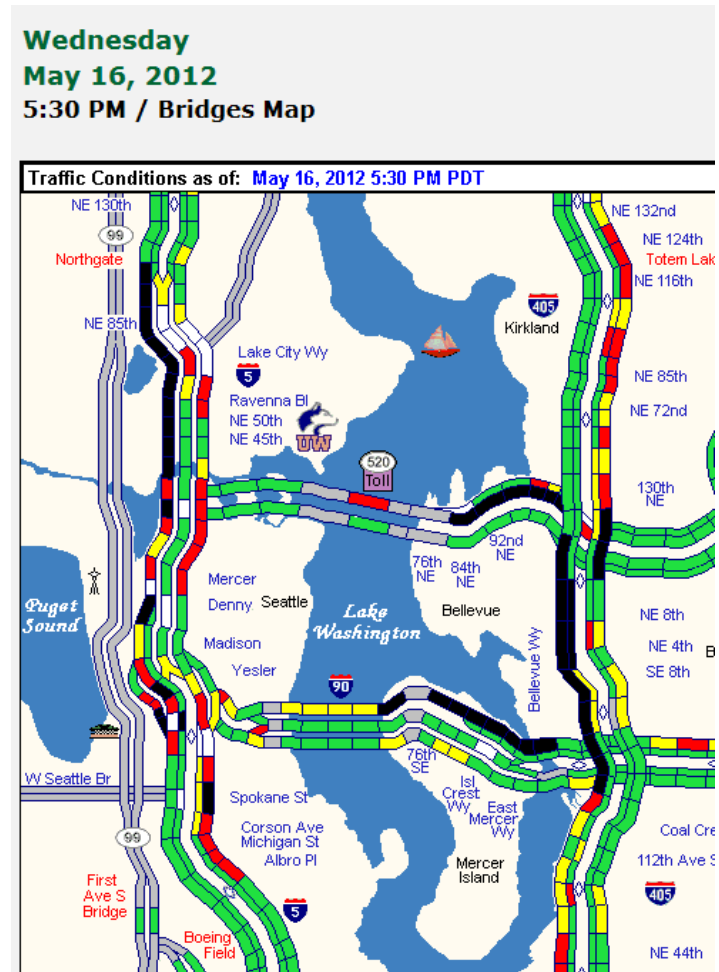 Wednesday
May 16, 2012
5:30 PM / Bridges Map
Traffic Conditions as of: May 16, 2012 5:30 PM PDT
NE 130th
99
Northgate
NE 85th
Lake City Wy
5
Ravenna Bl
NE 50th
NE 45th
UW
NE 132nd
NE 124th
Totem Lak
NE 116th
405
Kirkland
NE 85th
NE 72nd
520
Toll
130th
NE
92nd
NE
76th
NE
84th
NE
Mercer
Denny
Seattle
Madison
Yesler
Puget
Sound
Lake
Washington
Bellevue
Bellevue Wy
NE 8th
NE 4th
B
SE 8th
90
76th
SE
Isl
Crest
Wy
East
Mercer
Wy
Mercer
Island
W Seattle Br
99
Spokane St
Corson Ave
Michigan St
Albro Pl
First
Ave S
Bridge
Boeing
Field
5
Coal Cre
112th Ave S
405
NE 44th